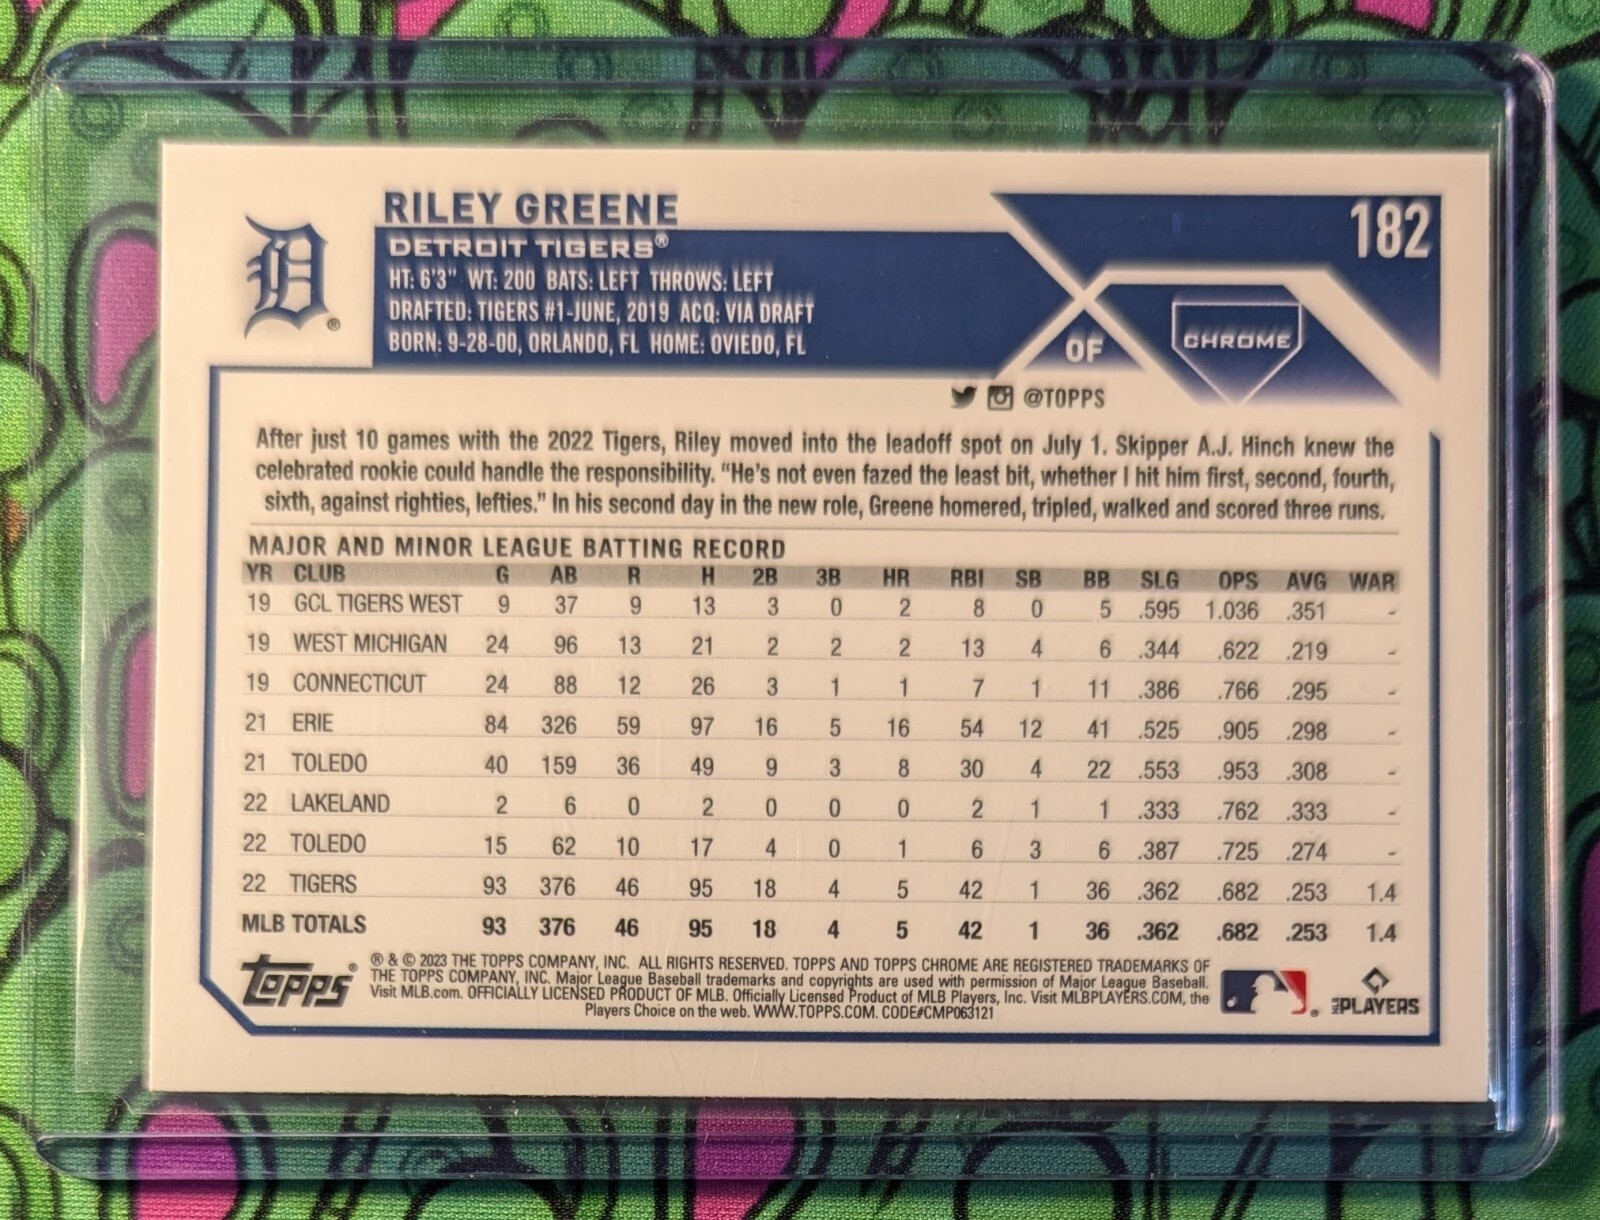 RILEY GREENE
182
DETROIT TIGERS®
HT: 6'3" WT: 200 BATS: LEFT THROWS: LEFT
DRAFTED: TIGERS #1-JUNE, 2019 ACQ: VIA DRAFT
BORN: 9-28-00, ORLANDO, FL HOME: OVIEDO, FL
D
®
OF
CHROME
@TOPPS
After just 10 games with the 2022 Tigers, Riley moved into the leadoff spot on July 1. Skipper A.J. Hinch knew the
celebrated rookie could handle the responsibility. "He's not even fazed the least bit, whether I hit him first, second, fourth,
sixth, against righties, lefties." In his second day in the new role, Greene homered, tripled, walked and scored three runs.
MAJOR AND MINOR LEAGUE BATTING RECORD
YR CLUB G AB R H 2B 3B HR RBI SB BB SLG OPS AVG WAR
19 GCL TIGERS WEST 9 37 9 13 3 0 2 8 0 5 .595 1.036 .351 -
19 WEST MICHIGAN 24 96 13 21 2 2 2 13 4 6 .344 .622 .219 -
19 CONNECTICUT 24 88 12 26 3 1 1 7 1 11 .386 .766 .295 -
21 ERIE 84 326 59 97 16 5 16 54 12 41 .525 .905 .298 -
21 TOLEDO 40 159 36 49 9 3 8 30 4 22 .553 .953 .308 -
22 LAKELAND 2 6 0 2 0 0 0 2 1 1 .333 .762 .333 -
22 TOLEDO 15 62 10 17 4 0 1 6 3 6 .387 .725 .274 -
22 TIGERS 93 376 46 95 18 4 5 42 1 36 .362 .682 .253 1.4
MLB TOTALS 93 376 46 95 18 4 5 42 1 36 .362 .682 .253 1.4
topps®
® & © 2023 THE TOPPS COMPANY, INC. ALL RIGHTS RESERVED. TOPPS AND TOPPS CHROME ARE REGISTERED TRADEMARKS OF
THE TOPPS COMPANY, INC. Major League Baseball trademarks and copyrights are used with permission of Major League Baseball.
Visit MLB.com. OFFICIALLY LICENSED PRODUCT OF MLB. Officially Licensed Product of MLB Players, Inc. Visit MLBPLAYERS.COM, the
Players Choice on the web. WWW.TOPPS.COM. CODE#CMP063121
®
MLB PLAYERS